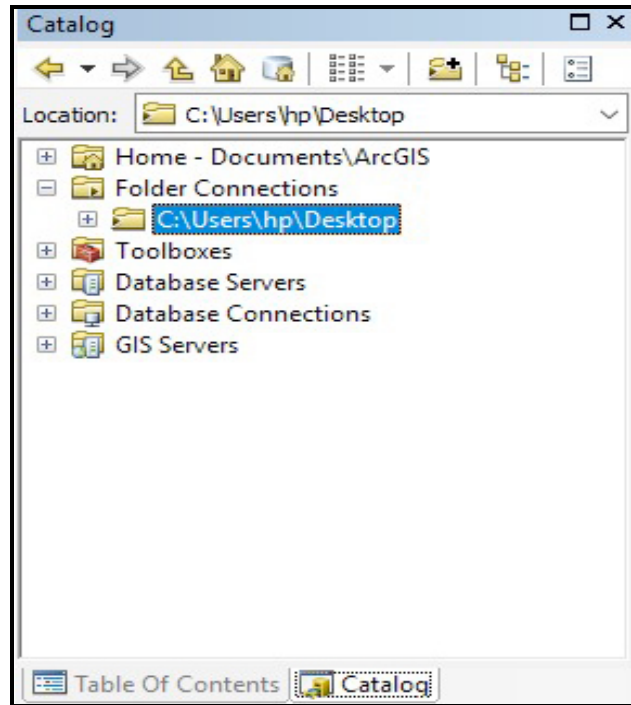 Catalog
Location: C:\Users\hp\Desktop
Home - Documents\ArcGIS
Folder Connections
C:\Users\hp\Desktop
Toolboxes
Database Servers
Database Connections
GIS Servers
Table Of Contents Catalog